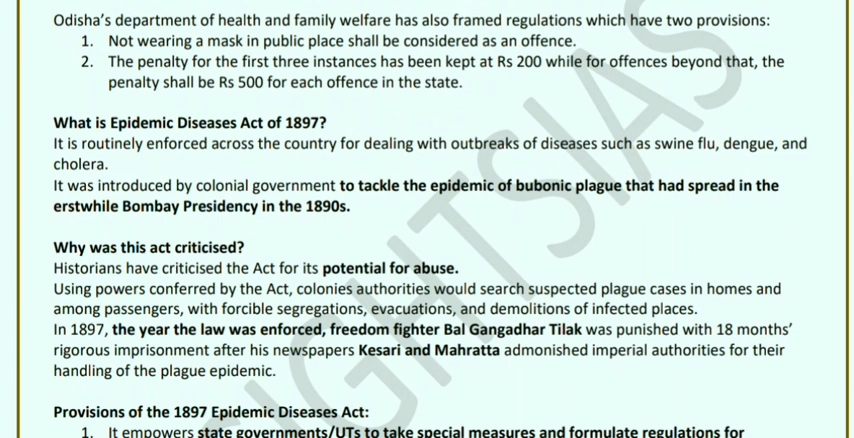 Odisha’s department of health and family welfare has also framed regulations which have two provisions:
1. Not wearing a mask in public place shall be considered as an offence.
2. The penalty for the first three instances has been kept at Rs 200 while for offences beyond that, the
penalty shall be Rs 500 for each offence in the state.
What is Epidemic Diseases Act of 1897?
It is routinely enforced across the country for dealing with outbreaks of diseases such as swine flu, dengue, and
cholera.
It was introduced by colonial government to tackle the epidemic of bubonic plague that had spread in the
erstwhile Bombay Presidency in the 1890s.
Why was this act criticised?
Historians have criticised the Act for its potential for abuse.
Using powers conferred by the Act, colonies authorities would search suspected plague cases in homes and
among passengers, with forcible segregations, evacuations, and demolitions of infected places.
In 1897, the year the law was enforced, freedom fighter Bal Gangadhar Tilak was punished with 18 months’
rigorous imprisonment after his newspapers Kesari and Mahratta admonished imperial authorities for their
handling of the plague epidemic.
Provisions of the 1897 Epidemic Diseases Act:
1. It empowers state governments/UTs to take special measures and formulate regulations for
SIGHTSIAS